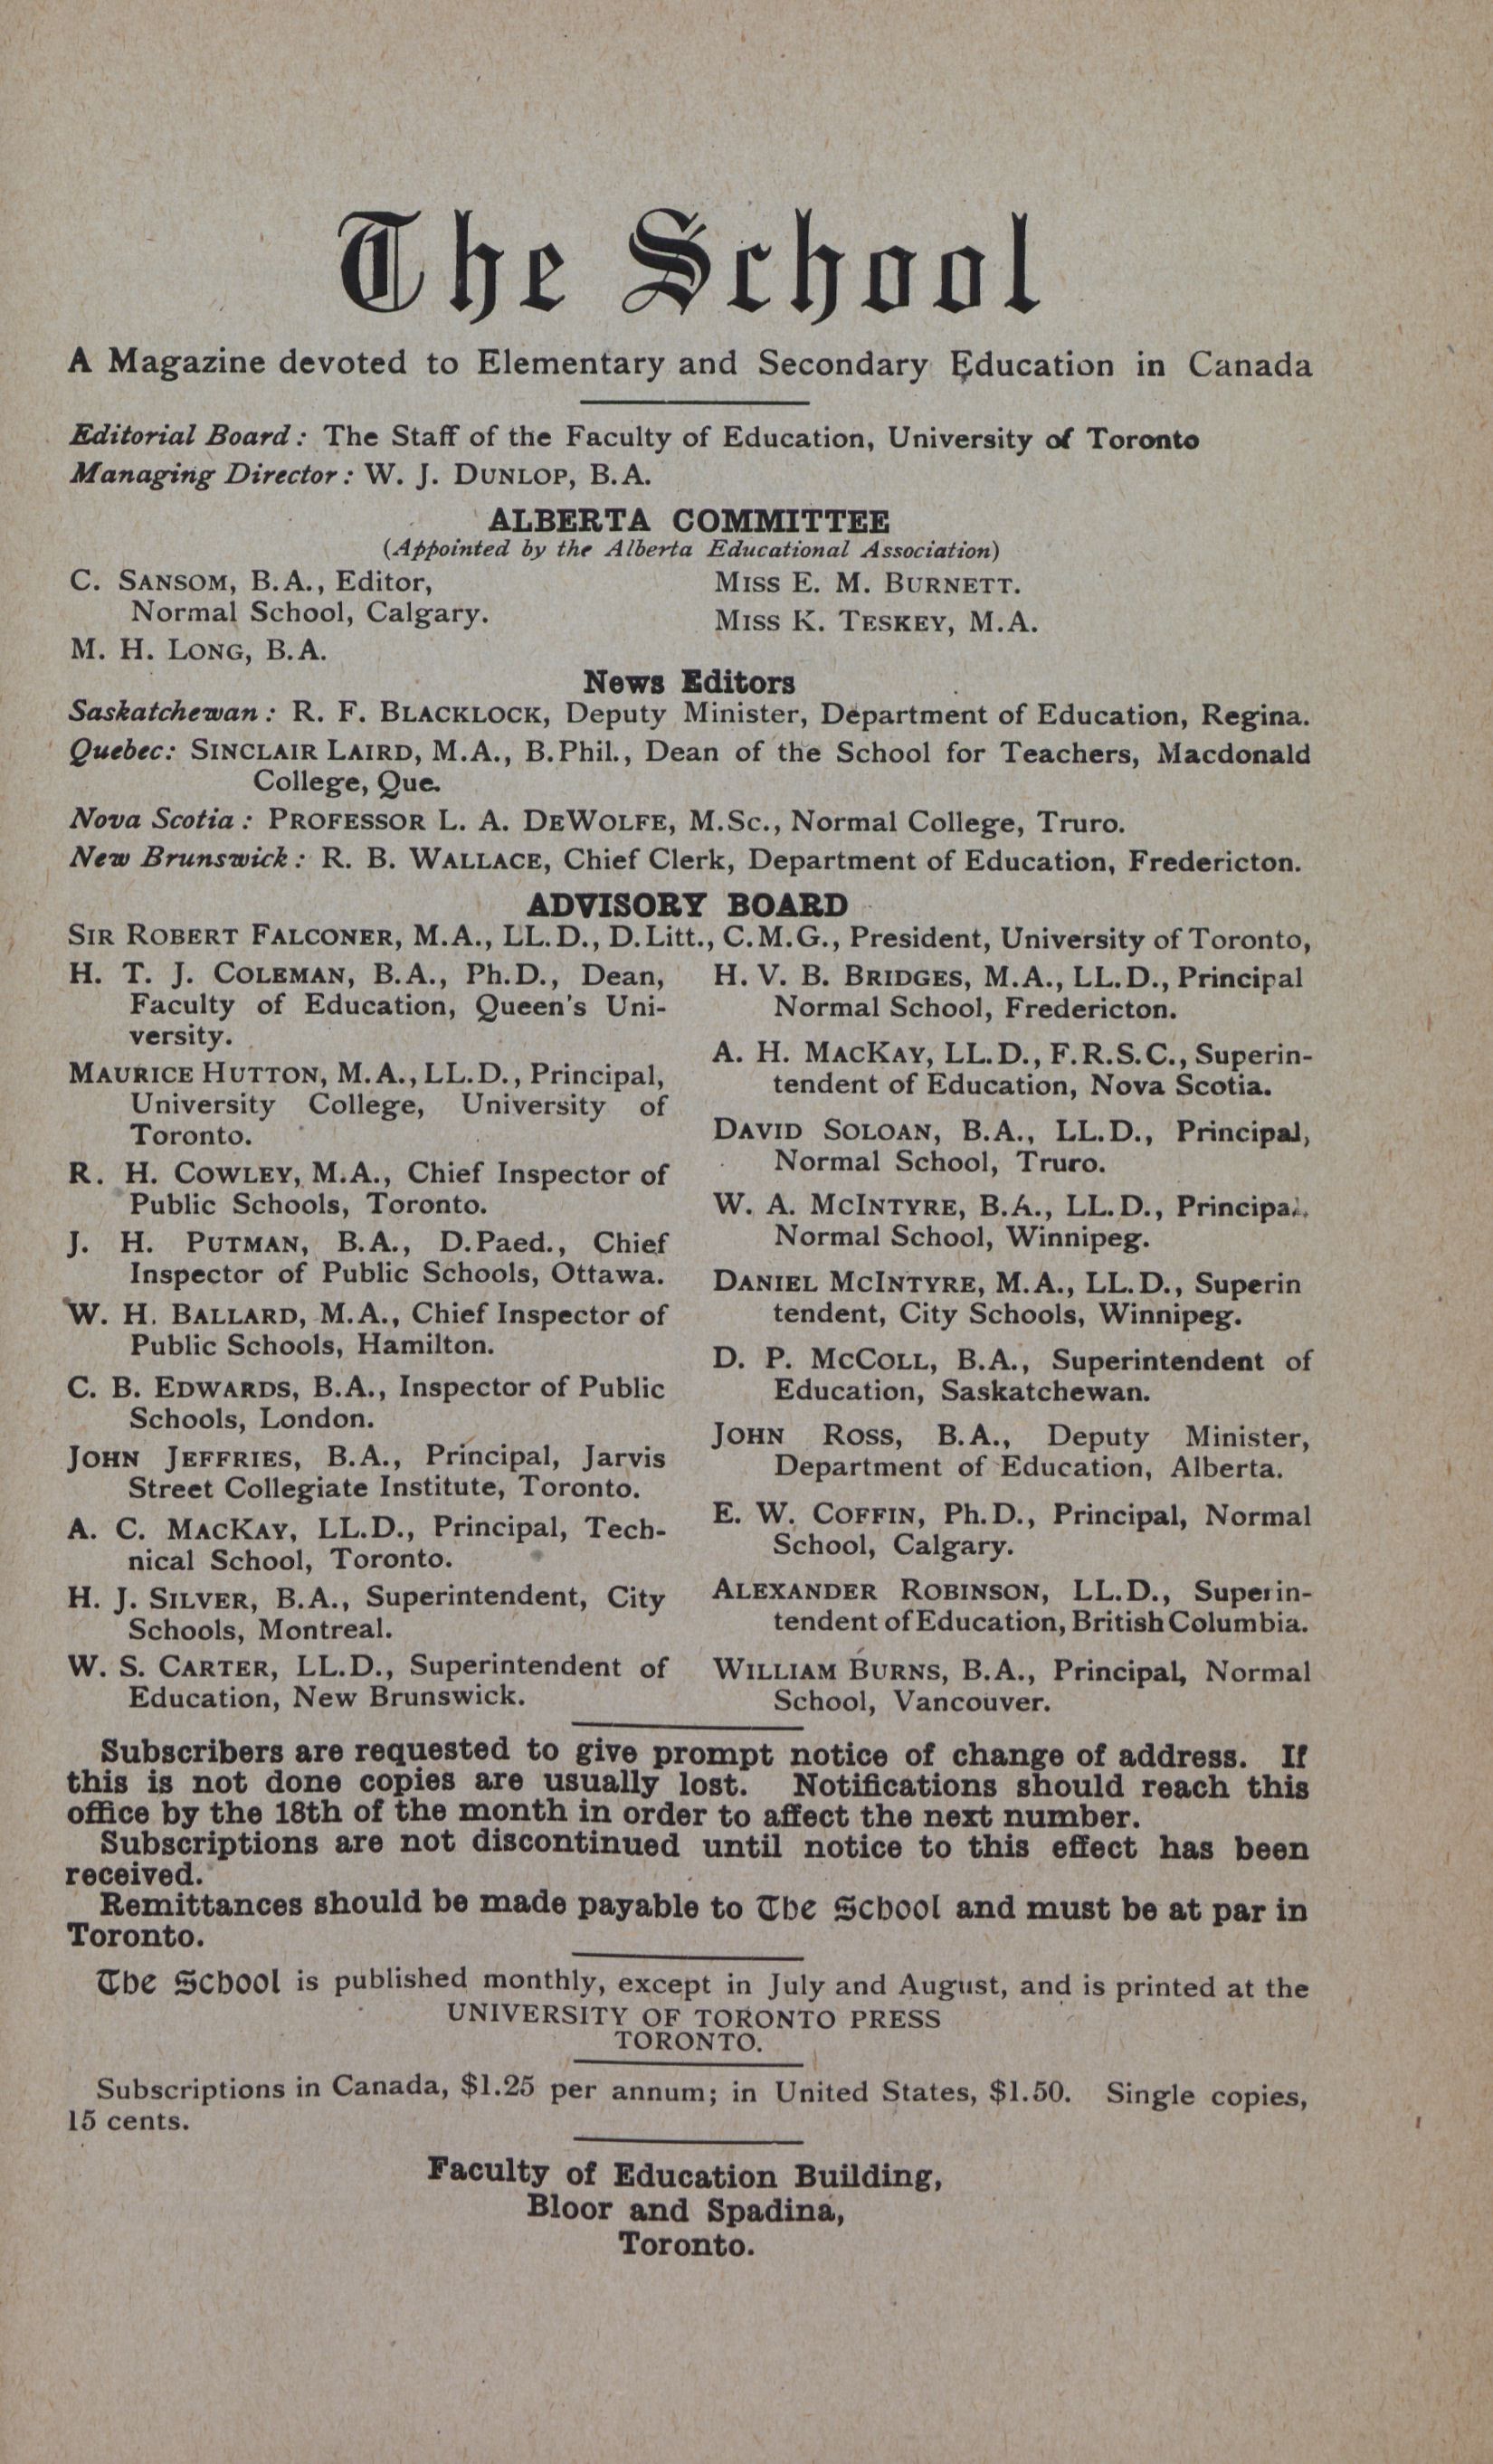 The School
A Magazine devoted to Elementary and Secondary Education in Canada
Editorial Board: The Staff of the Faculty of Education, University of Toronto
Managing Director: W. J. DUNLOP, B.A.
ALBERTA COMMITTEE
(Appointed by the Alberta Educational Association)
C. SANSOM, B.A., Editor,
Normal School, Calgary.
M. H. LONG, B.A.
MISS E. M. BURNETT.
MISS K. TESKEY, M.A.
News Editors
Saskatchewan: R. F. BLACKLOCK, Deputy Minister, Department of Education, Regina.
Quebec: SINCLAIR LAIRD, M.A., B.Phil., Dean of the School for Teachers, Macdonald
College, Que.
Nova Scotia: PROFESSOR L. A. DEWOLFE, M.Sc., Normal College, Truro.
New Brunswick: R. B. WALLACE, Chief Clerk, Department of Education, Fredericton.
ADVISORY BOARD
SIR ROBERT FALCONER, M.A., LL.D., D.Litt., C.M.G., President, University of Toronto,
H. T. J. COLEMAN, B.A., Ph.D., Dean,
Faculty of Education, Queen's Uni-
versity.
MAURICE HUTTON, M.A., LL.D., Principal,
University College, University of
Toronto.
R. H. COWLEY, M.A., Chief Inspector of
Public Schools, Toronto.
J. H. PUTMAN, B.A., D.Paed., Chief
Inspector of Public Schools, Ottawa.
W. H. BALLARD, M.A., Chief Inspector of
Public Schools, Hamilton.
C. B. EDWARDS, B.A., Inspector of Public
Schools, London.
JOHN JEFFRIES, B.A., Principal, Jarvis
Street Collegiate Institute, Toronto.
A. C. MACKAY, LL.D., Principal, Tech-
nical School, Toronto.
H. J. SILVER, B.A., Superintendent, City
Schools, Montreal.
W. S. CARTER, LL.D., Superintendent of
Education, New Brunswick.
H. V. B. BRIDGES, M.A., LL.D., Principal
Normal School, Fredericton.
A. H. MACKAY, LL.D., F.R.S.C., Superin-
tendent of Education, Nova Scotia.
DAVID SOLOAN, B.A., LL.D., Principal,
Normal School, Truro.
W. A. MCINTYRE, B.A., LL.D., Principal,
Normal School, Winnipeg.
DANIEL MCINTYRE, M.A., LL.D., Superin
tendent, City Schools, Winnipeg.
D. P. MCCOLL, B.A., Superintendent of
Education, Saskatchewan.
JOHN ROSS, B.A., Deputy Minister,
Department of Education, Alberta.
E. W. COFFIN, Ph.D., Principal, Normal
School, Calgary.
ALEXANDER ROBINSON, LL.D., Superin-
tendent of Education, British Columbia.
WILLIAM BURNS, B.A., Principal, Normal
School, Vancouver.
Subscribers are requested to give prompt notice of change of address. If
this is not done copies are usually lost. Notifications should reach this
office by the 18th of the month in order to affect the next number.
Subscriptions are not discontinued until notice to this effect has been
received.
Remittances should be made payable to The School and must be at par in
Toronto.
The School is published monthly, except in July and August, and is printed at the
UNIVERSITY OF TORONTO PRESS
TORONTO.
Subscriptions in Canada, $1.25 per annum; in United States, $1.50. Single copies,
15 cents.
Faculty of Education Building,
Bloor and Spadina,
Toronto.